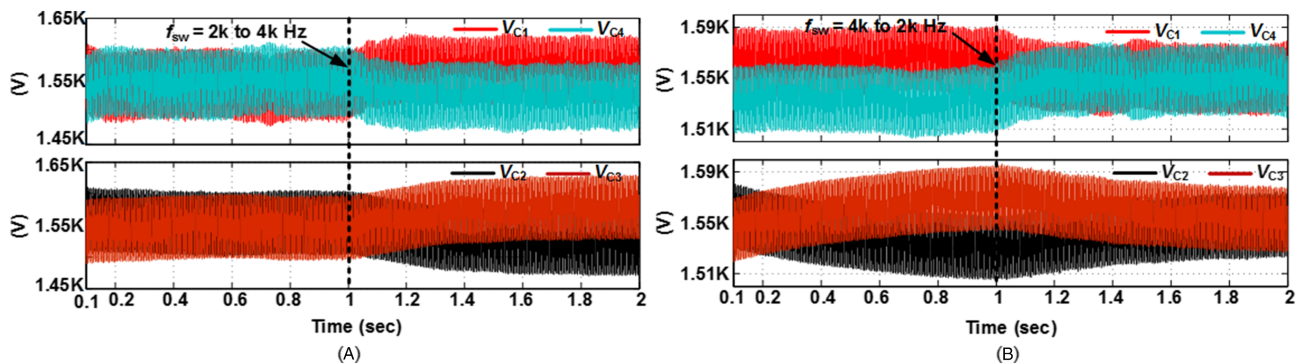 1.65K
f_sw = 2k to 4k Hz
V_C1 V_C4
(V)
1.55K
1.45K
1.65K
V_C2 V_C3
(V)
1.55K
1.45K
0.1 0.2 0.4 0.6 0.8 1 1.2 1.4 1.6 1.8 2
Time (sec)
(A)
1.59K
f_sw = 4k to 2k Hz
V_C1 V_C4
(V)
1.55K
1.51K
1.59K
V_C2 V_C3
(V)
1.55K
1.51K
0.1 0.2 0.4 0.6 0.8 1 1.2 1.4 1.6 1.8 2
Time (sec)
(B)